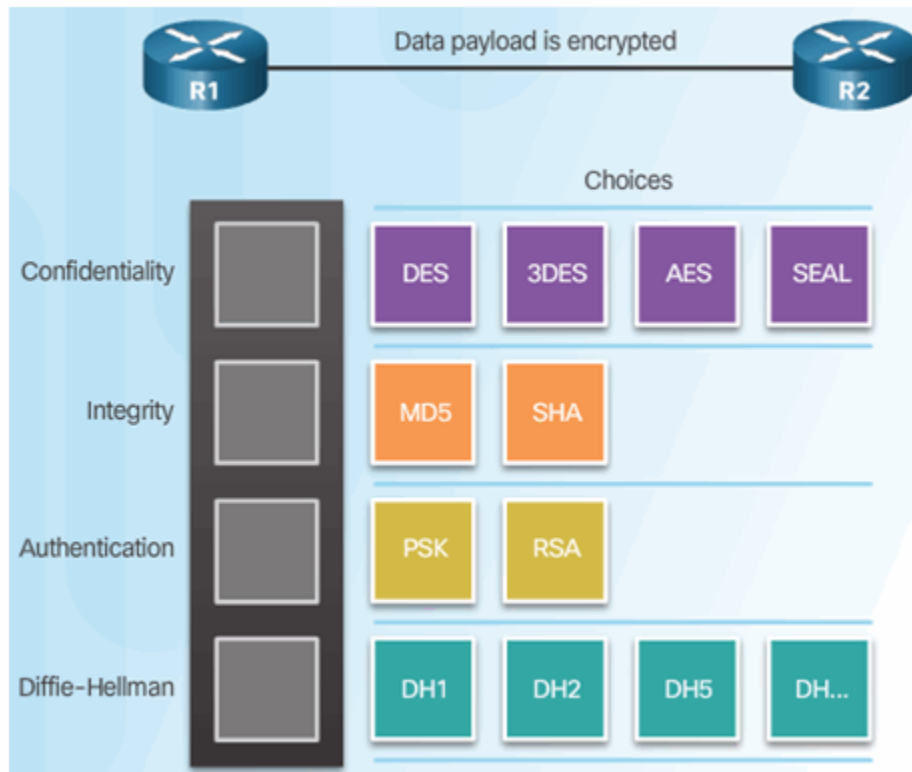 Data payload is encrypted
R1
R2
Choices
Confidentiality DES 3DES AES SEAL
Integrity MD5 SHA
Authentication PSK RSA
Diffie-Hellman DH1 DH2 DH5 DH...